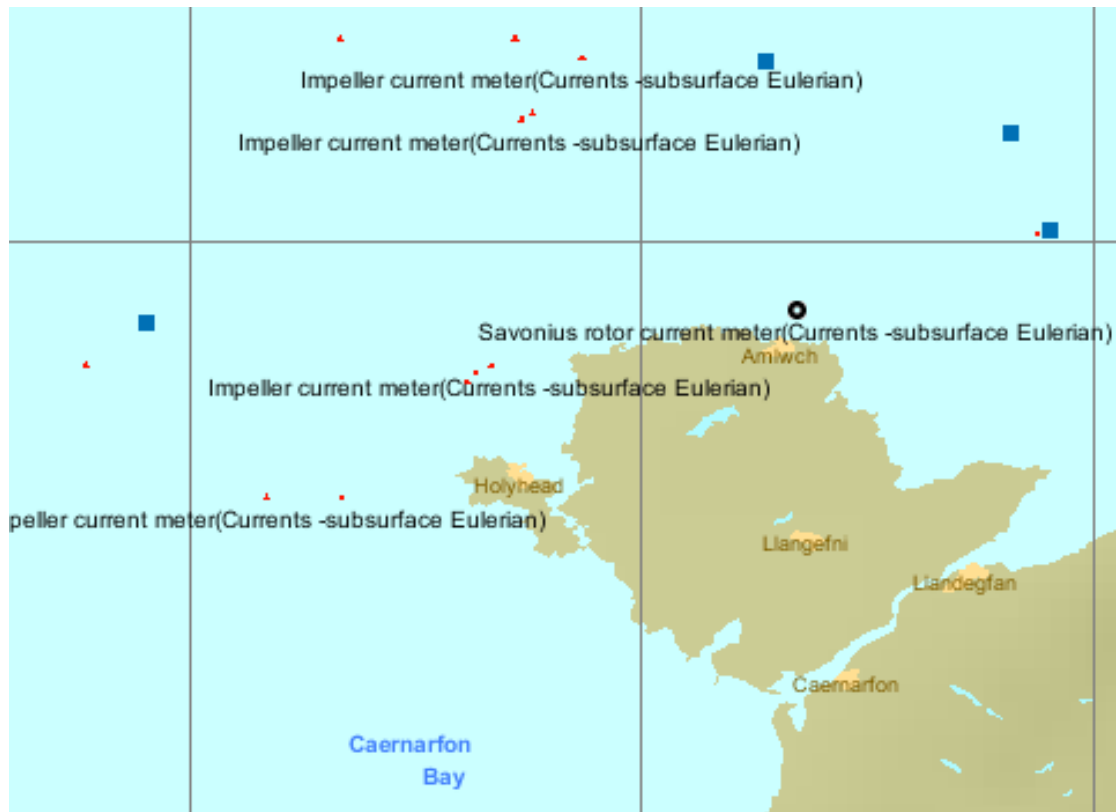 Impeller current meter(Currents -subsurface Eulerian)
Impeller current meter(Currents -subsurface Eulerian)
Savonius rotor current meter(Currents -subsurface Eulerian)
Amlwch
Impeller current meter(Currents -subsurface Eulerian)
Holyhead
peller current meter(Currents -subsurface Eulerian)
Llangefni
Llandegfan
Caernarfon
Caernarfon
Bay